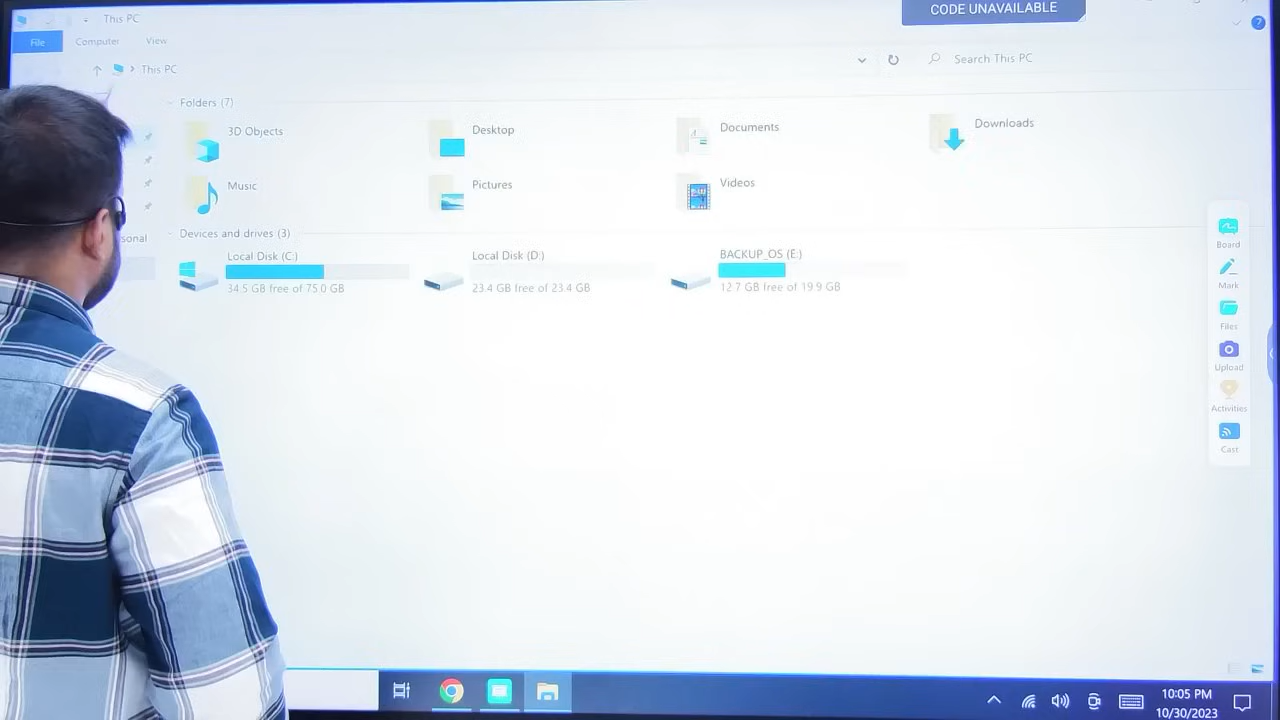 This PC
CODE UNAVAILABLE
File
Computer
View
This PC
Search This PC
Folders (7)
3D Objects
Desktop
Documents
Downloads
Music
Pictures
Videos
sonal
Devices and drives (3)
Local Disk (C:)
34.5 GB free of 75.0 GB
Local Disk (D:)
23.4 GB free of 23.4 GB
BACKUP_OS (E:)
12.7 GB free of 19.9 GB
Board
Mark
Files
Upload
Activities
Cast
10:05 PM
10/30/2023